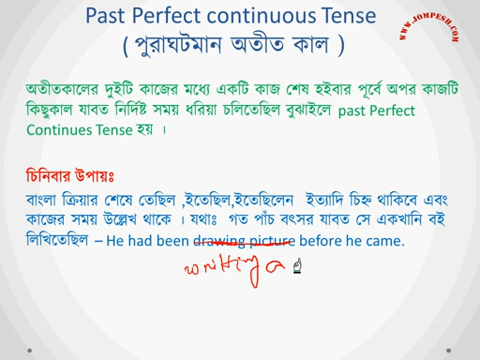 Past Perfect continuous Tense
( পুরাঘটমান অতীত কাল )
WWW.JOMPESH.COM
অতীতকালের দুইটি কাজের মধ্যে একটি কাজ শেষ হইবার পূর্বে অপর কাজটি
কিছুকাল যাবত নির্দিষ্ট সময় ধরিয়া চলিতেছিল বুঝাইলে past Perfect
Continues Tense হয় ।
চিনিবার উপায়ঃ
বাংলা ক্রিয়ার শেষে তেছিল ,ইতেছিল,ইতেছিলেন ইত্যাদি চিহ্ন থাকিবে এবং
কাজের সময় উল্লেখ থাকে । যথাঃ গত পাঁচ বৎসর যাবত সে একখানি বই
লিখিতেছিল – He had been drawing picture before he came.
writting a